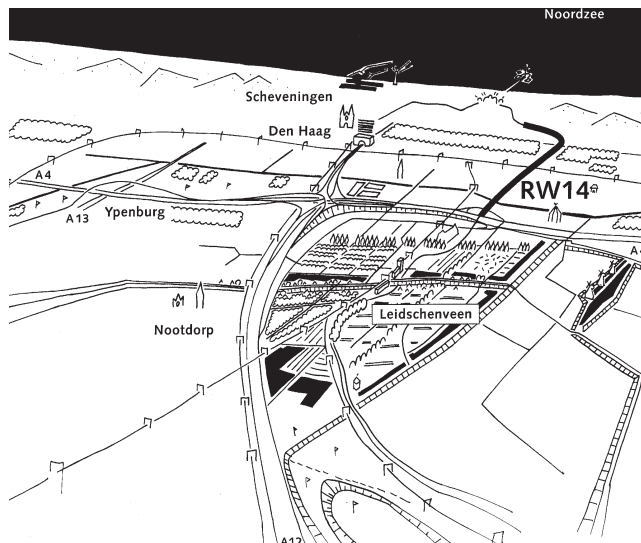 Noordzee
Scheveningen
Den Haag
A4
RW14
A13
Ypenburg
Leidschenveen
Nootdorp
A12